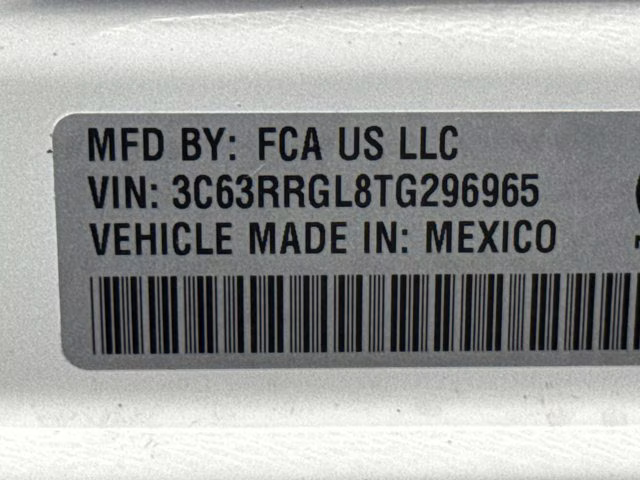 MFD BY: FCA US LLC
VIN: 3C63RRGL8TG296965
VEHICLE MADE IN: MEXICO